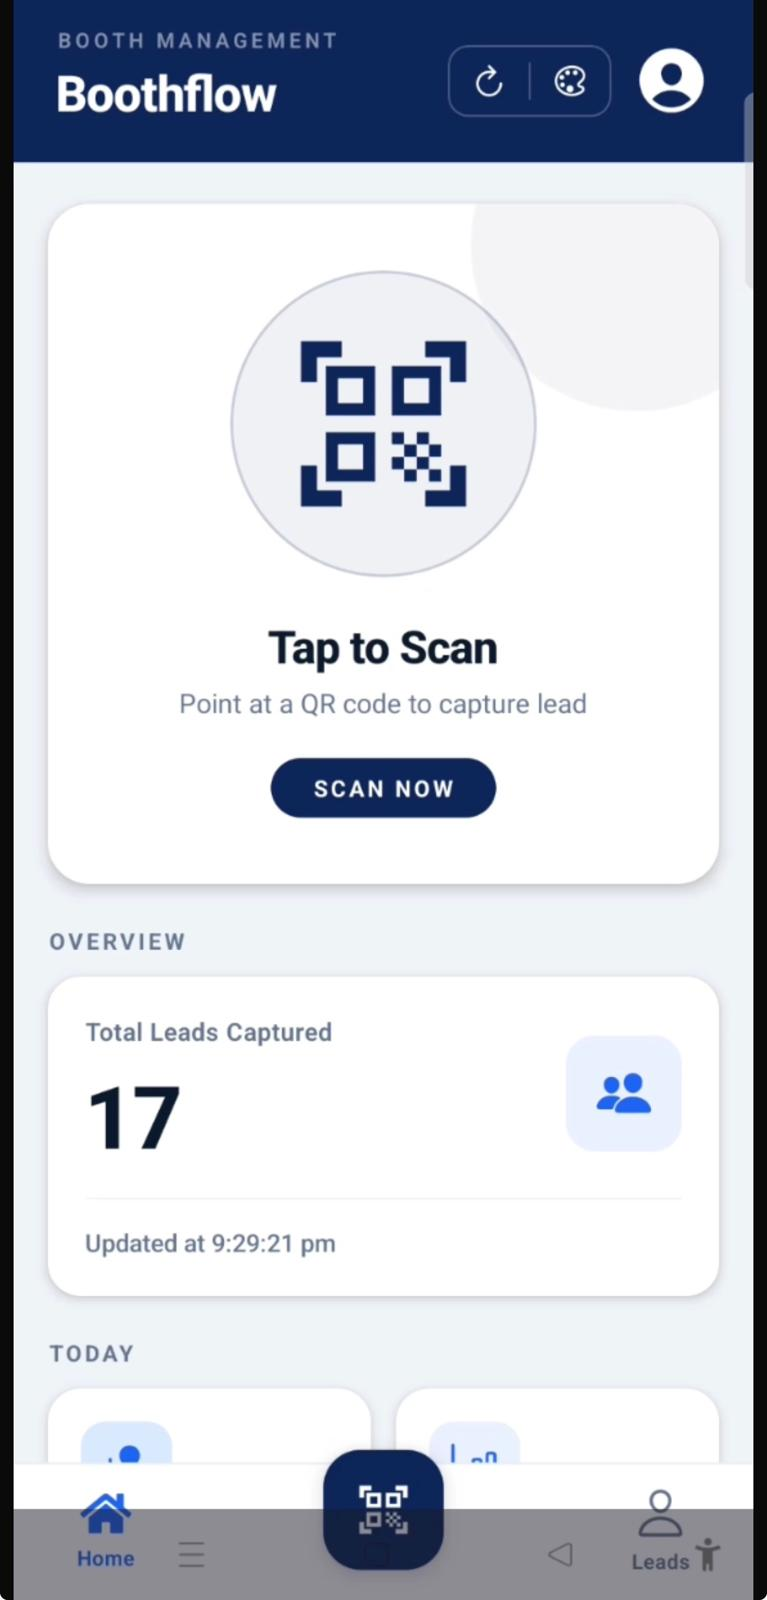 BOOTH MANAGEMENT
Boothflow
Tap to Scan
Point at a QR code to capture lead
SCAN NOW
OVERVIEW
Total Leads Captured
17
Updated at 9:29:21 pm
TODAY
Home
Leads